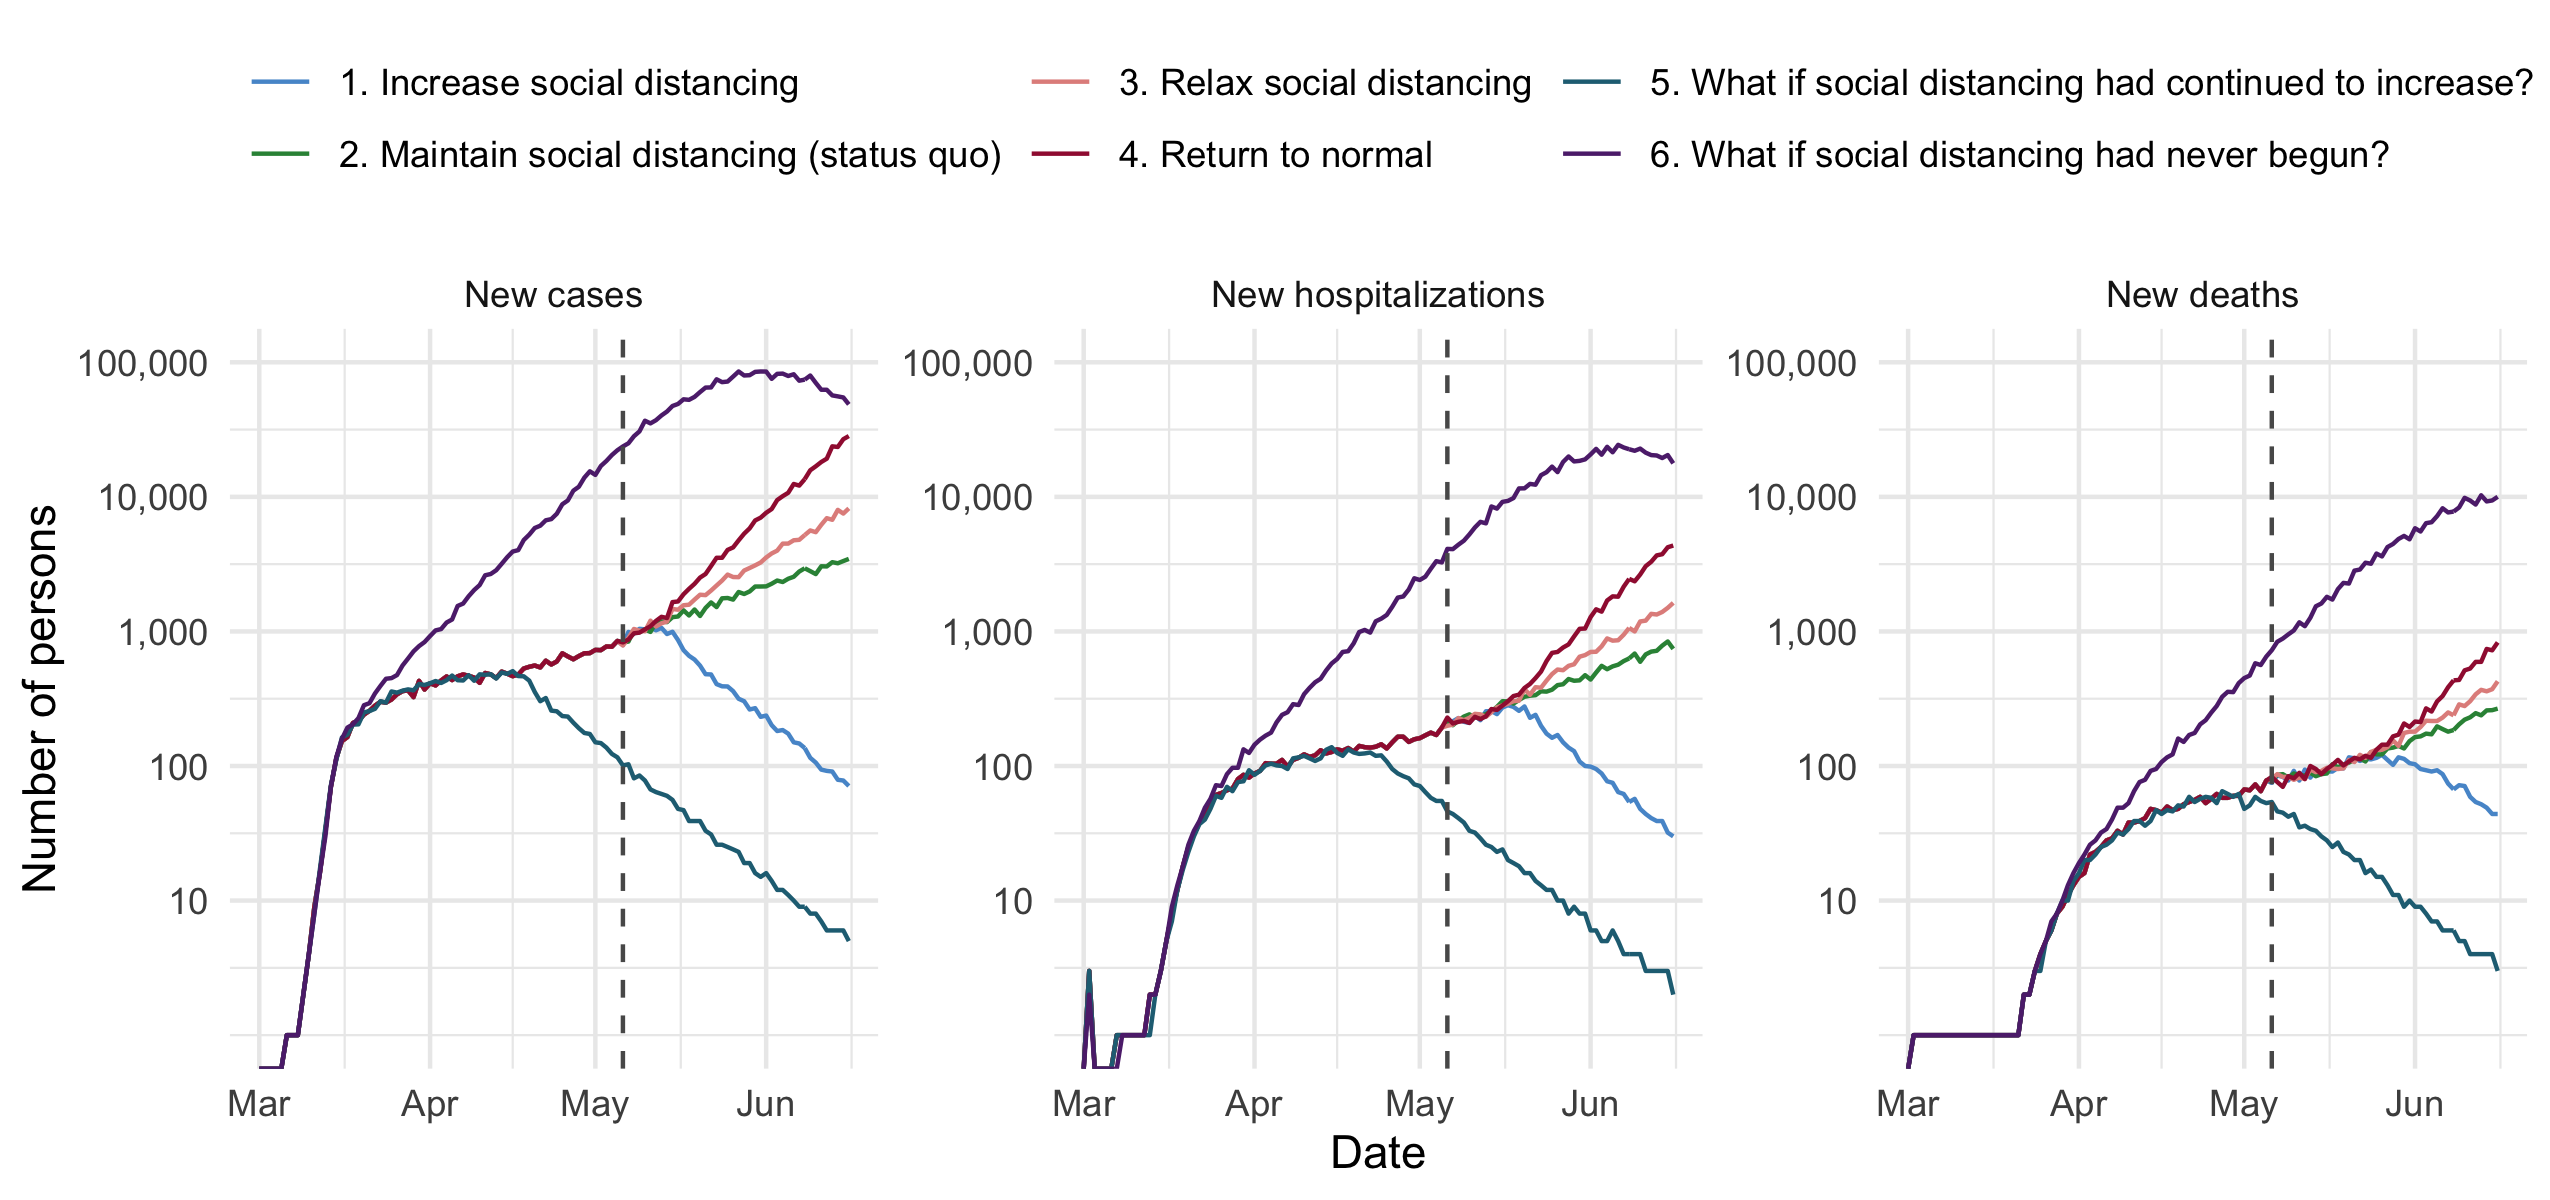 1. Increase social distancing
3. Relax social distancing
5. What if social distancing had continued to increase?
2. Maintain social distancing (status quo)
4. Return to normal
6. What if social distancing had never begun?
New cases
New hospitalizations
New deaths
Number of persons
100,000
10,000
1,000
100
10
100,000
10,000
1,000
100
10
100,000
10,000
1,000
100
10
Mar
Apr
May
Jun
Mar
Apr
May
Jun
Mar
Apr
May
Jun
Date